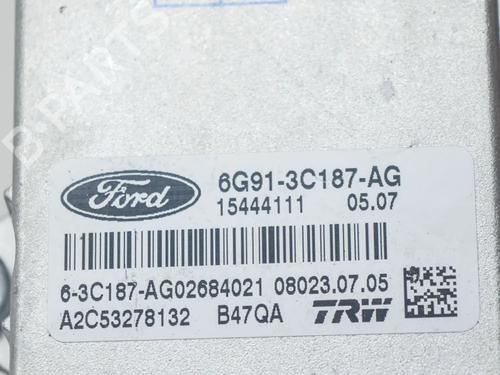 B-PARTS
Ford
6G91-3C187-AG
15444111 05.07
6-3C187-AG02684021 08023.07.05
A2C53278132 B47QA TRW